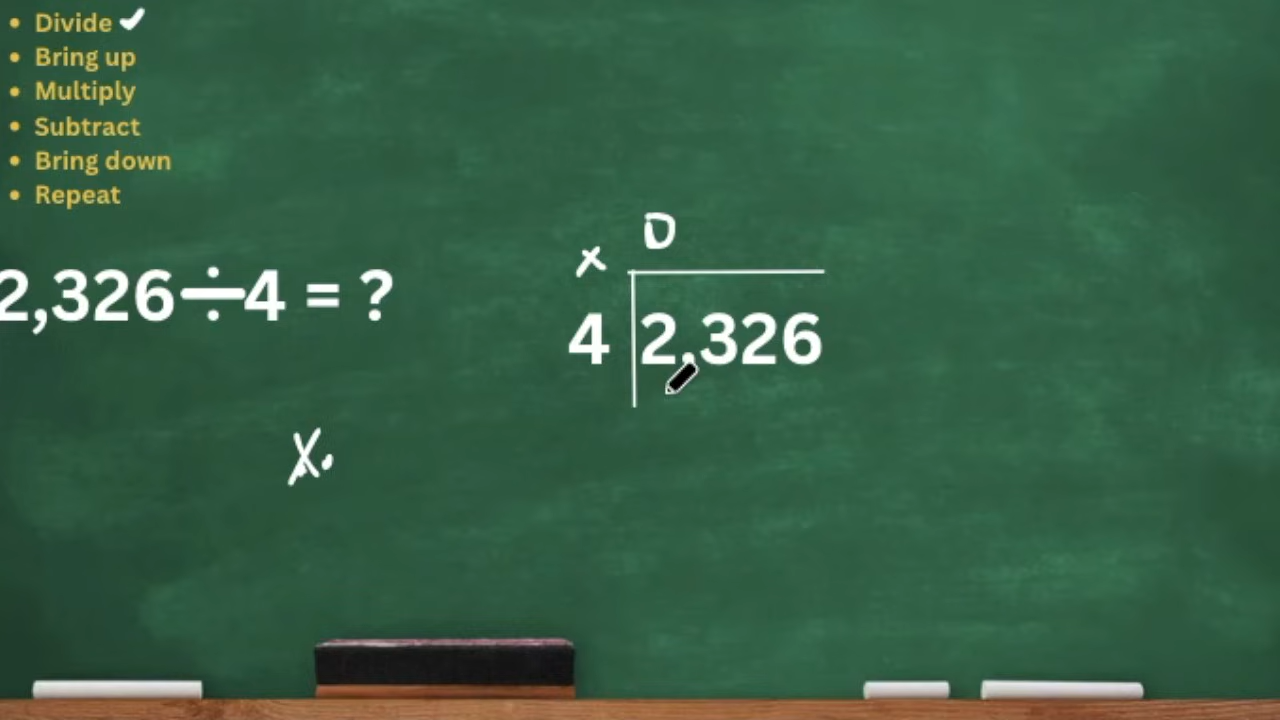 • Divide ✓
• Bring up
• Multiply
• Subtract
• Bring down
• Repeat
0
×
2,326÷4 = ?
4 2,326
X.